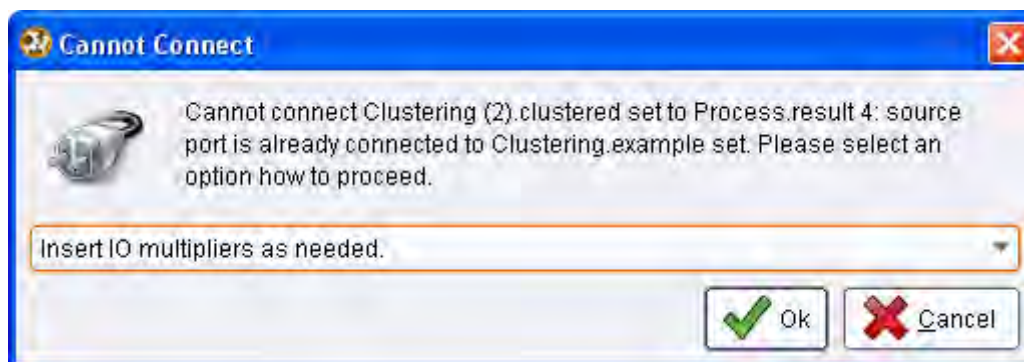 Cannot Connect
Cannot connect Clustering (2).clustered set to Process.result 4: source
port is already connected to Clustering.example set. Please select an
option how to proceed.
Insert IO multipliers as needed.
Ok
Cancel